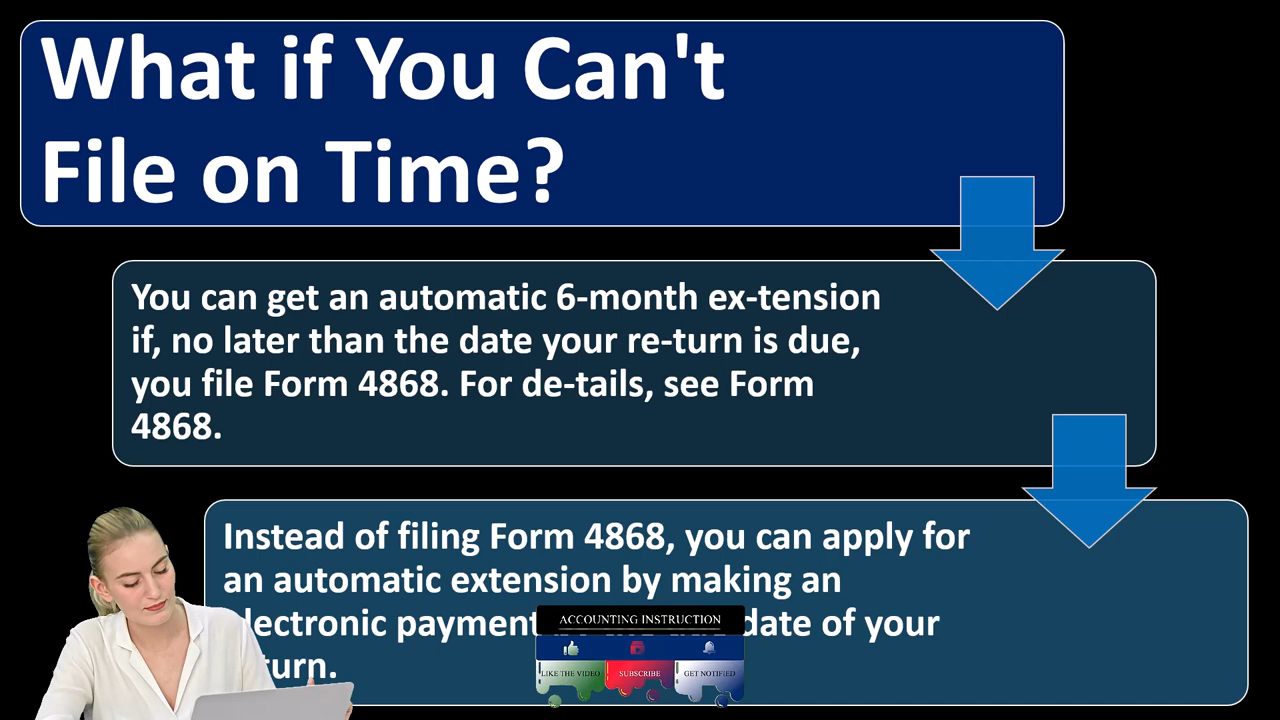 What if You Can't
File on Time?
You can get an automatic 6-month ex-tension
if, no later than the date your re-turn is due,
you file Form 4868. For de-tails, see Form
4868.
Instead of filing Form 4868, you can apply for
an automatic extension by making an
electronic payment date of your
ACCOUNTING INSTRUCTION
LIKE THE VIDEO
SUBSCRIBE
GET NOTIFIED